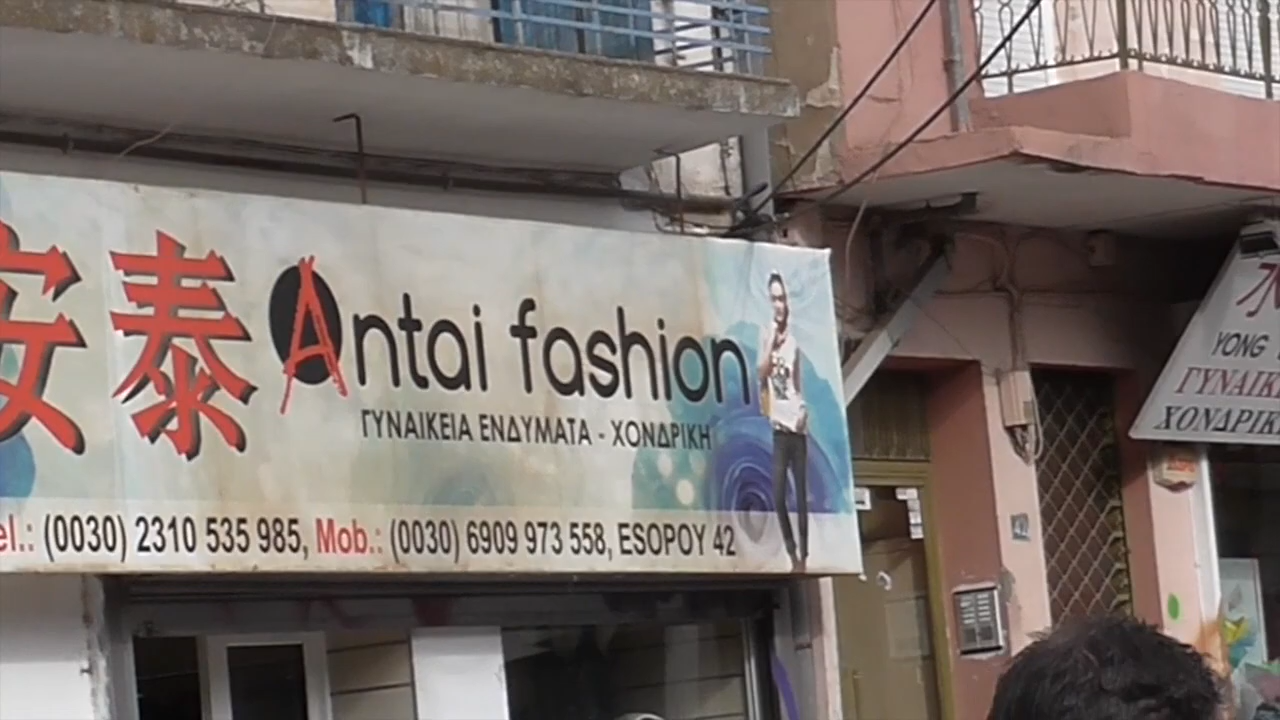 安泰 Antai fashion
ΓΥΝΑΙΚΕΙΑ ΕΝΔΥΜΑΤΑ - ΧΟΝΔΡΙΚΗ
el.: (0030) 2310 535 985, Mob.: (0030) 6909 973 558, ESOPOY 42
YONG
ΓΥΝΑΙΚ
ΧΟΝΔΡΙΚ